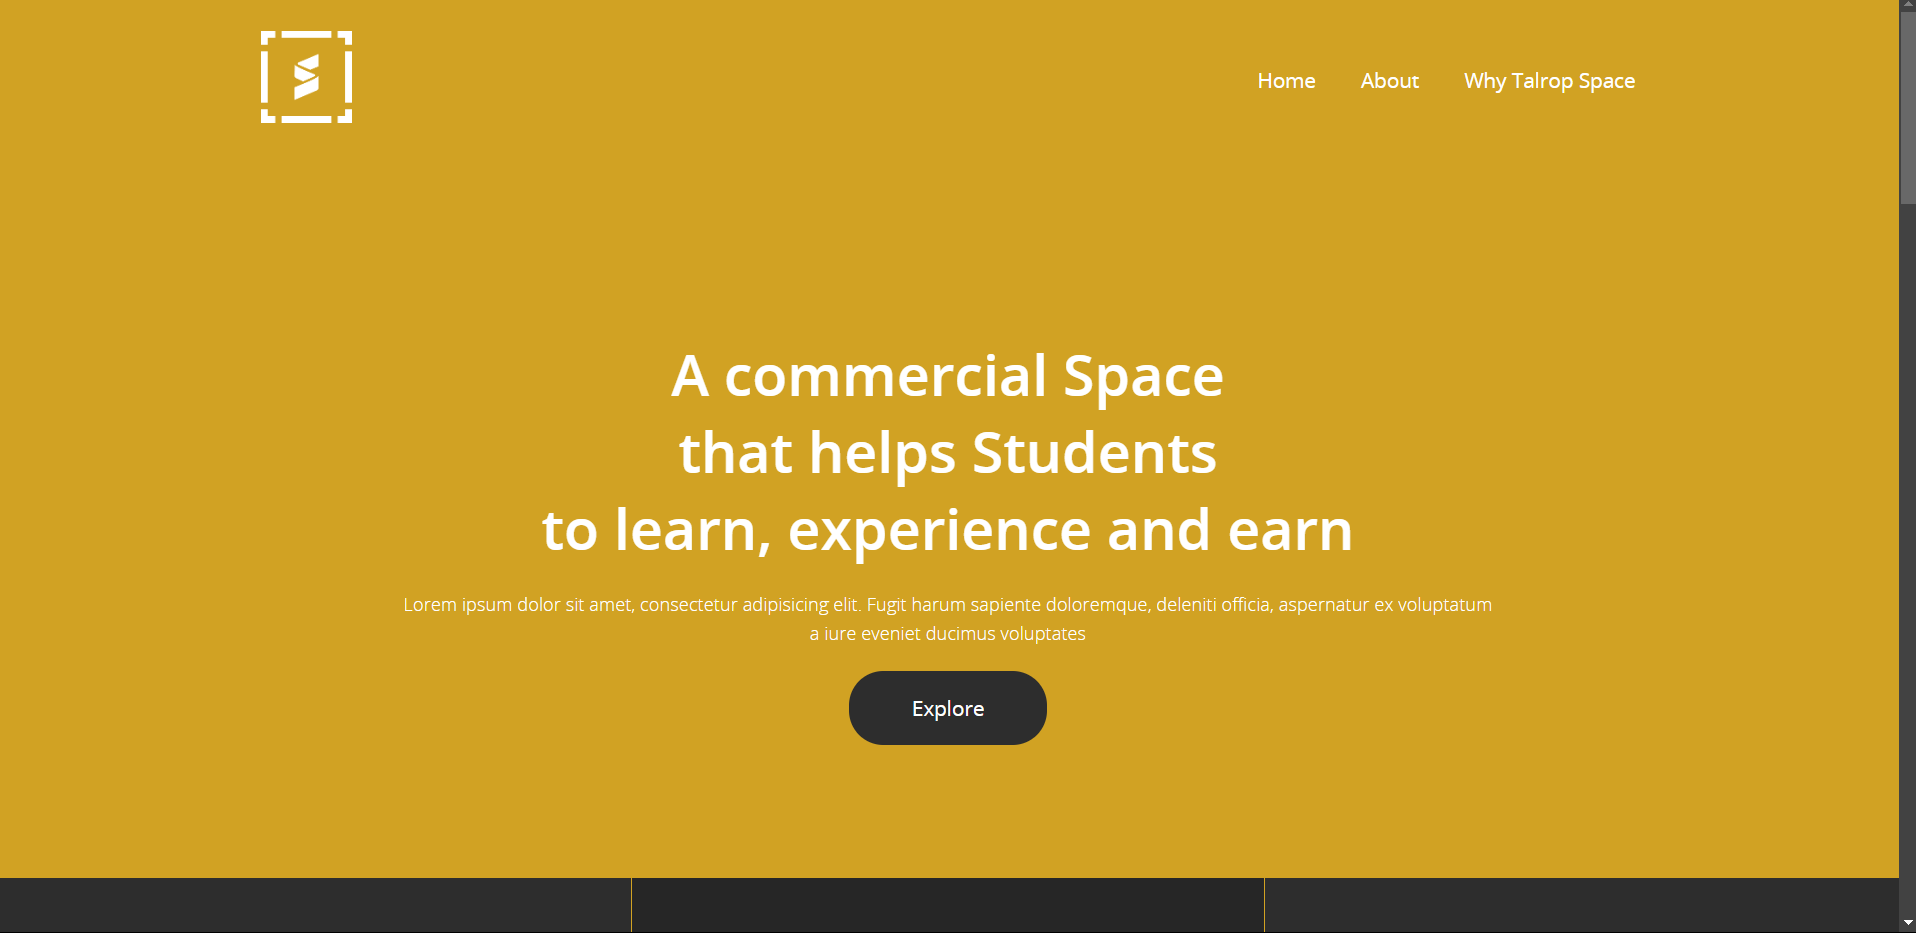 Home
About
Why Talrop Space
A commercial Space
that helps Students
to learn, experience and earn
Lorem ipsum dolor sit amet, consectetur adipisicing elit. Fugit harum sapiente doloremque, deleniti officia, aspernatur ex voluptatum
a iure eveniet ducimus voluptates
Explore